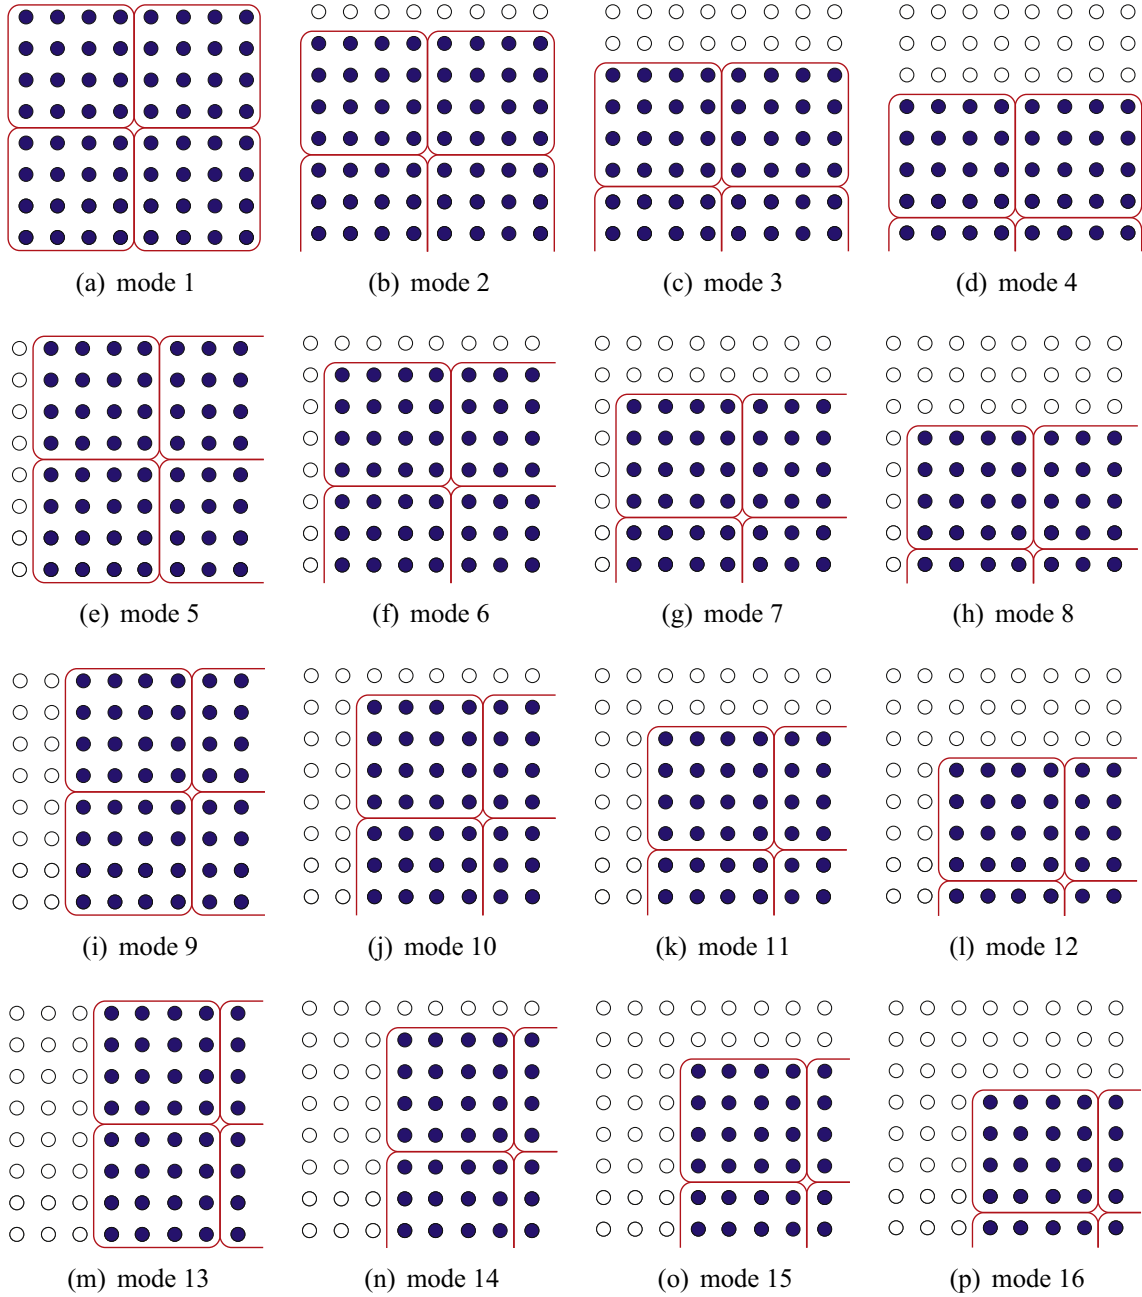 (a) mode 1
(b) mode 2
(c) mode 3
(d) mode 4
(e) mode 5
(f) mode 6
(g) mode 7
(h) mode 8
(i) mode 9
(j) mode 10
(k) mode 11
(l) mode 12
(m) mode 13
(n) mode 14
(o) mode 15
(p) mode 16